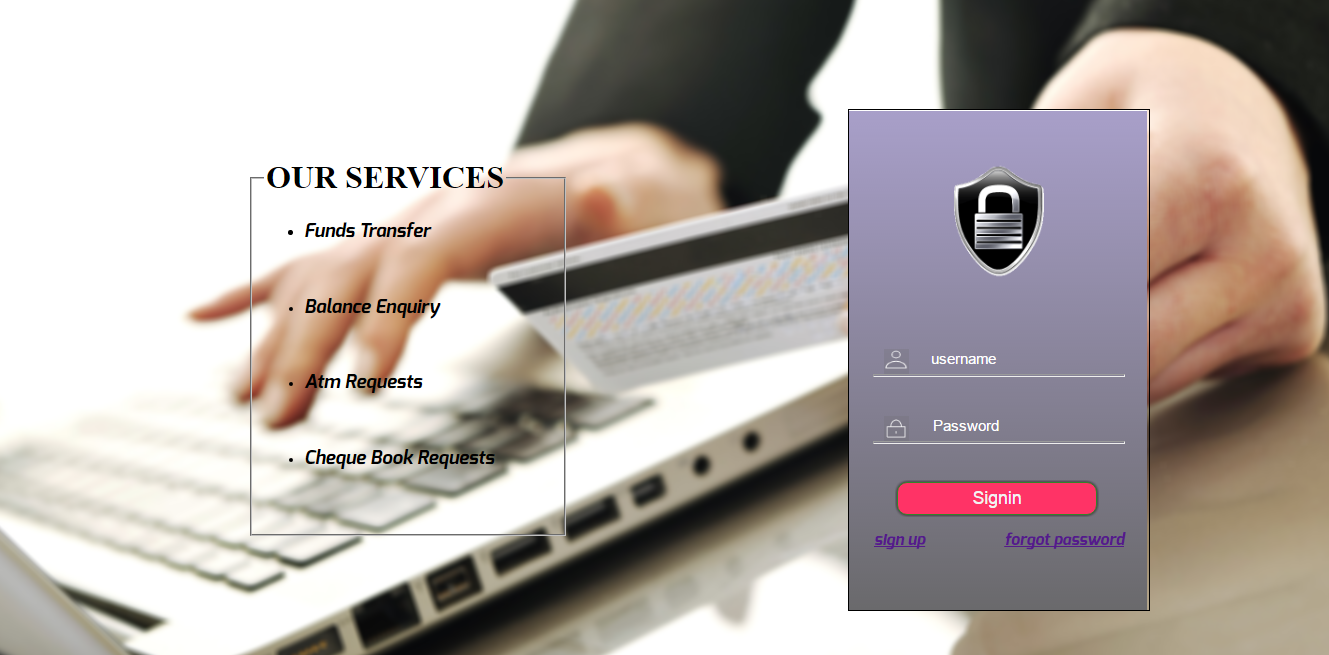 OUR SERVICES
Funds Transfer
Balance Enquiry
Atm Requests
Cheque Book Requests
username
Password
Signin
sign up
forgot password